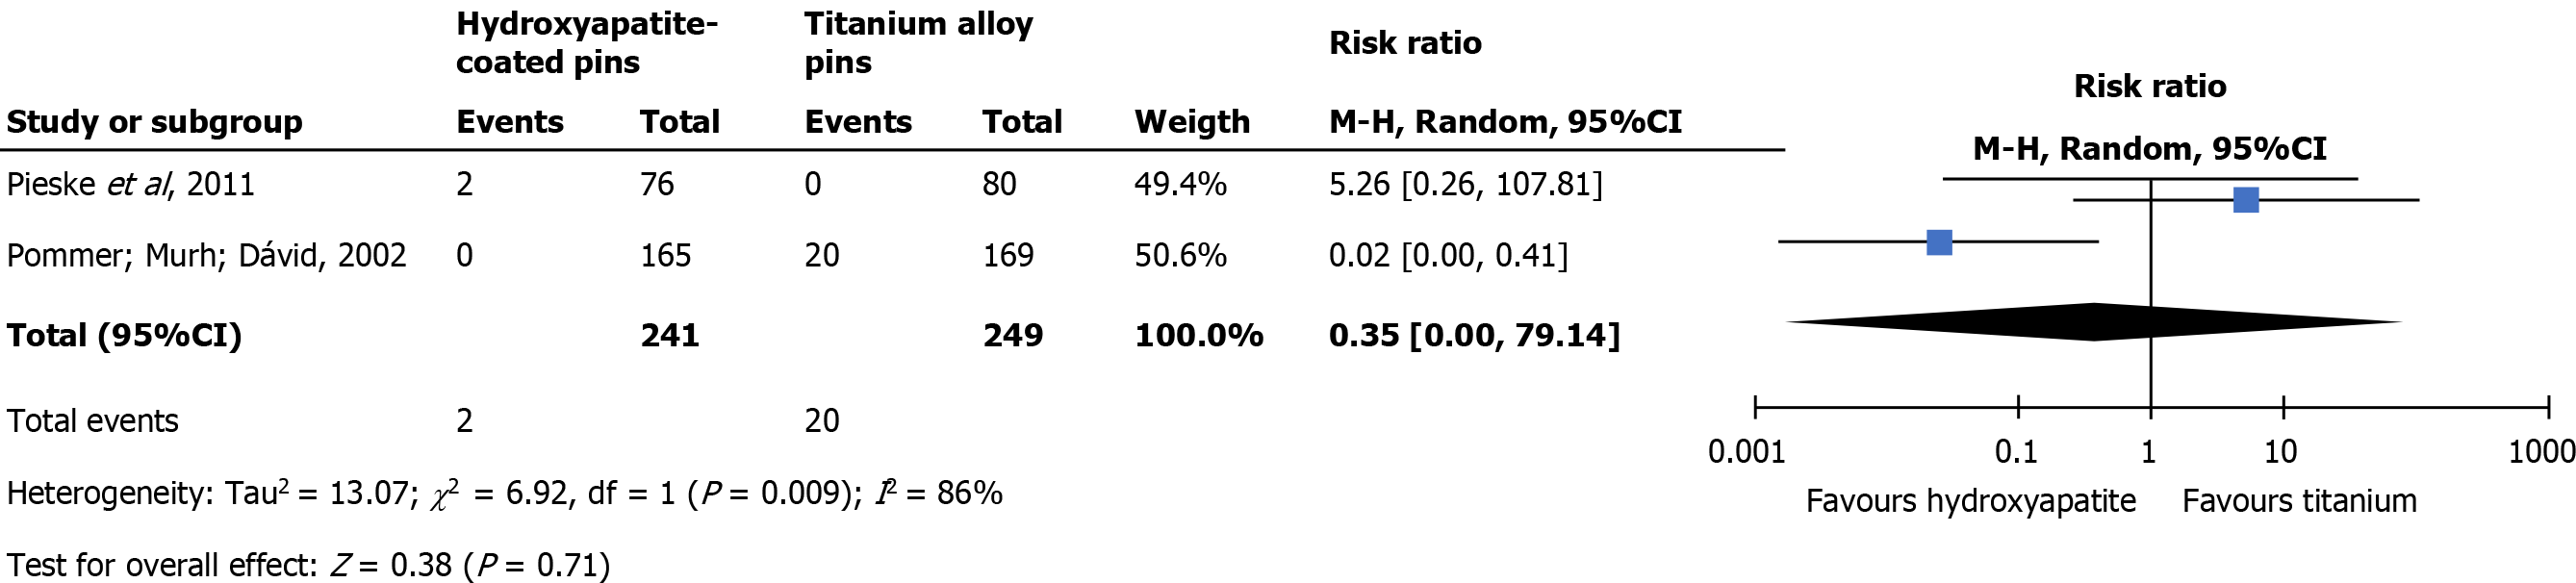 Hydroxyapatite-coated pins Titanium alloy pins Risk ratio Risk ratio
Study or subgroup Events Total Events Total Weigth M-H, Random, 95%CI M-H, Random, 95%CI
Pieske et al, 2011 2 76 0 80 49.4% 5.26 [0.26, 107.81]
Pommer; Murh; Dávid, 2002 0 165 20 169 50.6% 0.02 [0.00, 0.41]
Total (95%CI) 241 249 100.0% 0.35 [0.00, 79.14]
Total events 2 20
0.001 0.1 1 10 1000
Heterogeneity: Tau² = 13.07; χ² = 6.92, df = 1 (P = 0.009); I² = 86%
Favours hydroxyapatite Favours titanium
Test for overall effect: Z = 0.38 (P = 0.71)